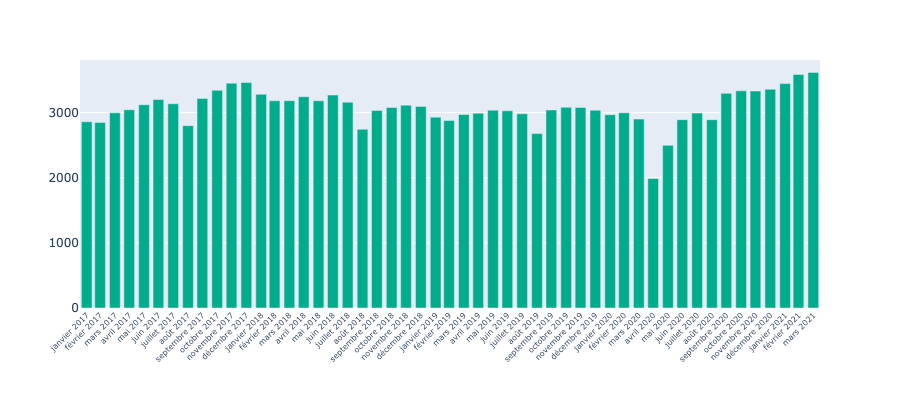 3000
2000
1000
0
janvier 2017
février 2017
mars 2017
avril 2017
mai 2017
juin 2017
juillet 2017
août 2017
septembre 2017
octobre 2017
novembre 2017
décembre 2017
janvier 2018
février 2018
mars 2018
avril 2018
mai 2018
juin 2018
juillet 2018
août 2018
septembre 2018
octobre 2018
novembre 2018
décembre 2018
janvier 2019
février 2019
mars 2019
avril 2019
mai 2019
juin 2019
juillet 2019
août 2019
septembre 2019
octobre 2019
novembre 2019
décembre 2019
janvier 2020
février 2020
mars 2020
avril 2020
mai 2020
juin 2020
juillet 2020
août 2020
septembre 2020
octobre 2020
novembre 2020
décembre 2020
janvier 2021
février 2021
mars 2021